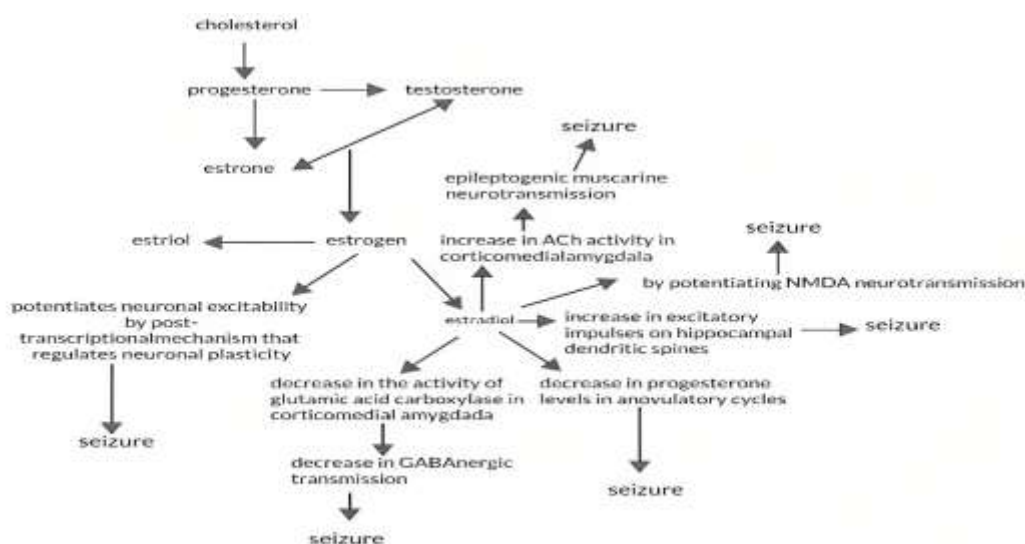 cholesterol
progesterone
testosterone
seizure
estrone
epileptogenic muscarine
neurotransmission
seizure
estriol
estrogen
increase in ACh activity in
corticomedialamygdala
by potentiating NMDA neurotransmission
potentiates neuronal excitability
by post-
transcriptionalmechanism that
regulates neuronal plasticity
estradiol
increase in excitatory
impulses on hippocampal
dendritic spines
seizure
decrease in the activity of
glutamic acid carboxylase in
corticomedial amygdada
decrease in progesterone
levels in anovulatory cycles
seizure
decrease in GABAnergic
transmission
seizure
seizure